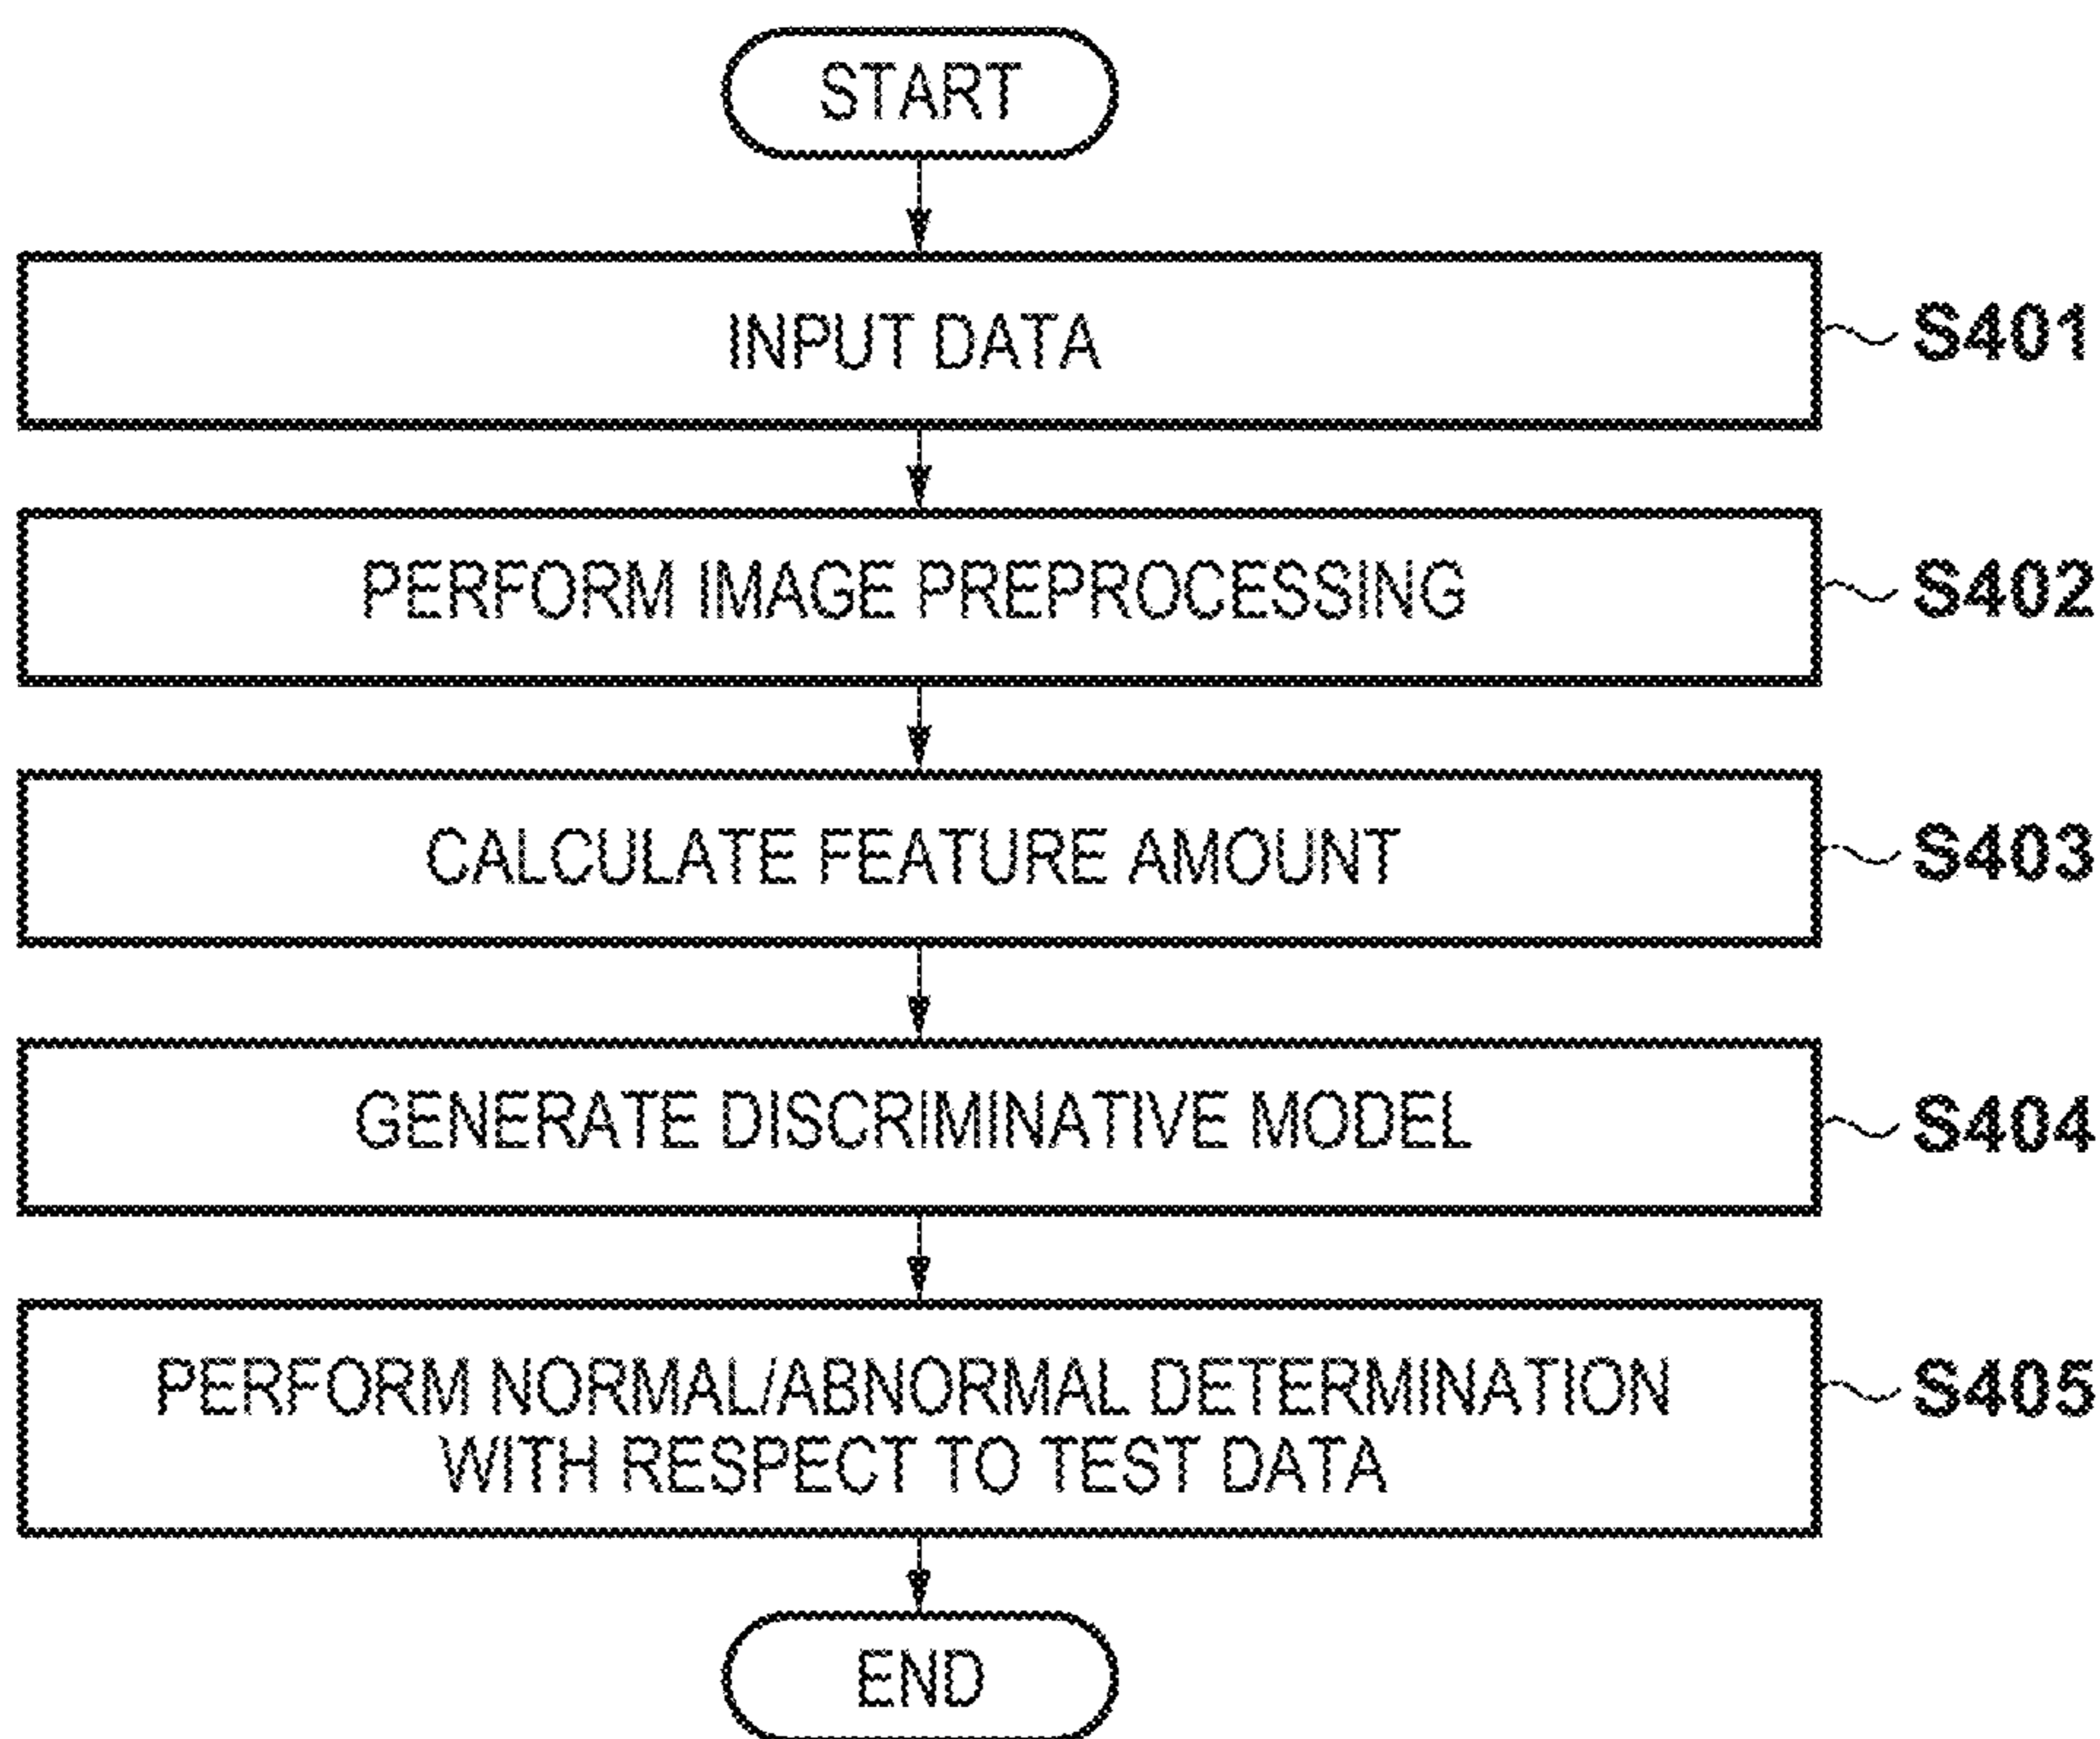 START
INPUT DATA
S401
PERFORM IMAGE PREPROCESSING
S402
CALCULATE FEATURE AMOUNT
S403
GENERATE DISCRIMINATIVE MODEL
S404
PERFORM NORMAL/ABNORMAL DETERMINATION
WITH RESPECT TO TEST DATA
S405
END